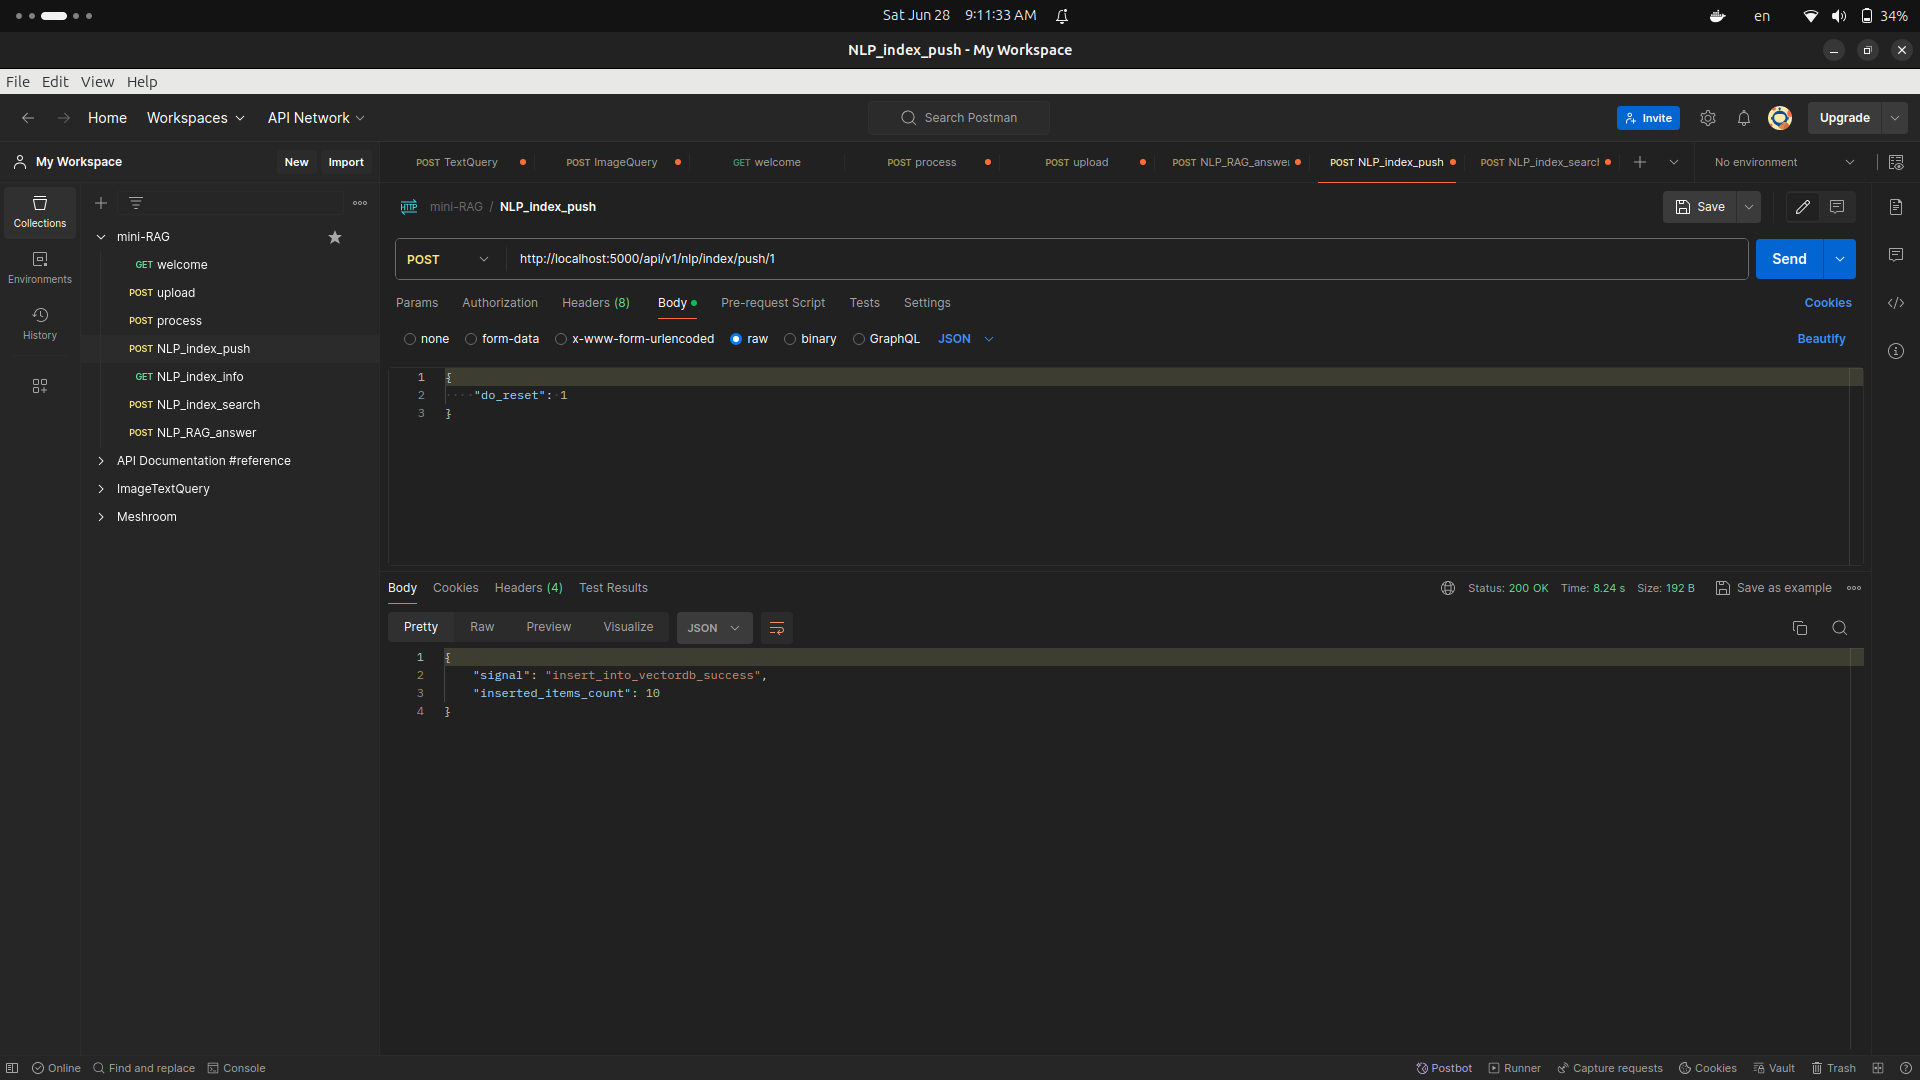 Sat Jun 28 9:11:33 AM
en
34%
NLP_index_push - My Workspace
File Edit View Help
Home Workspaces API Network
Search Postman
Invite
Upgrade
My Workspace
New Import
POST TextQuery
POST ImageQuery
GET welcome
POST process
POST upload
POST NLP_RAG_answer
POST NLP_index_push
POST NLP_index_search
No environment
Collections
Environments
History
mini-RAG
GET welcome
POST upload
POST process
POST NLP_index_push
GET NLP_index_info
POST NLP_index_search
POST NLP_RAG_answer
API Documentation #reference
ImageTextQuery
Meshroom
HTTP mini-RAG / NLP_index_push
Save
POST http://localhost:5000/api/v1/nlp/index/push/1
Send
Params Authorization Headers (8) Body Pre-request Script Tests Settings
Cookies
none form-data x-www-form-urlencoded raw binary GraphQL JSON
Beautify
1 {
2 "do_reset": 1
3 }
Body Cookies Headers (4) Test Results
Status: 200 OK Time: 8.24 s Size: 192 B Save as example
Pretty Raw Preview Visualize JSON
1 {
2 "signal": "insert_into_vectordb_success",
3 "inserted_items_count": 10
4 }
Online Find and replace Console
Postbot Runner Capture requests Cookies Vault Trash